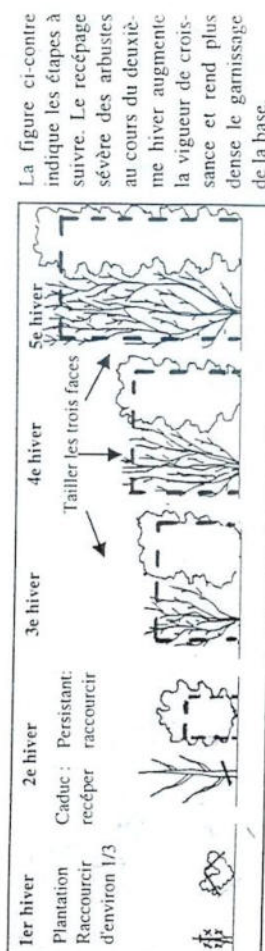 La figure ci-contre
indique les étapes à
suivre. Le recépage
sévère des arbustes
au cours du deuxiè-
me hiver augmente
la vigueur de crois-
sance et rend plus
dense le garnissage
de la base.
1er hiver
Plantation
Raccourcir
d'environ 1/3
2e hiver
Caduc : Persistant:
recéper raccourcir
3e hiver
4e hiver
5e hiver
Tailler les trois faces